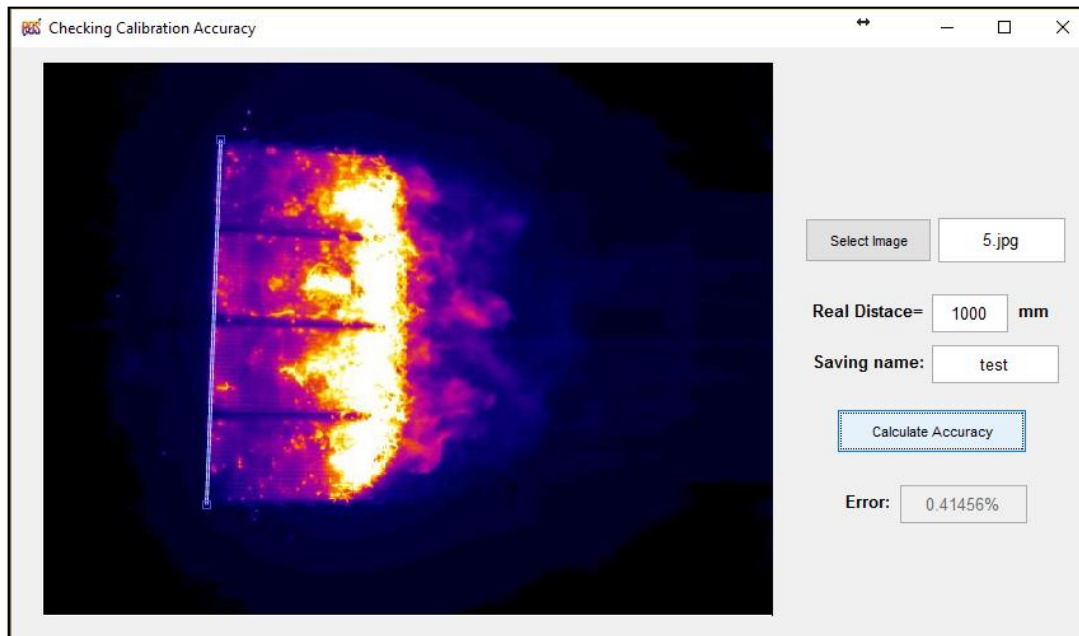 Checking Calibration Accuracy
Select Image
5.jpg
Real Distace=
1000
mm
Saving name:
test
Calculate Accuracy
Error:
0.41456%